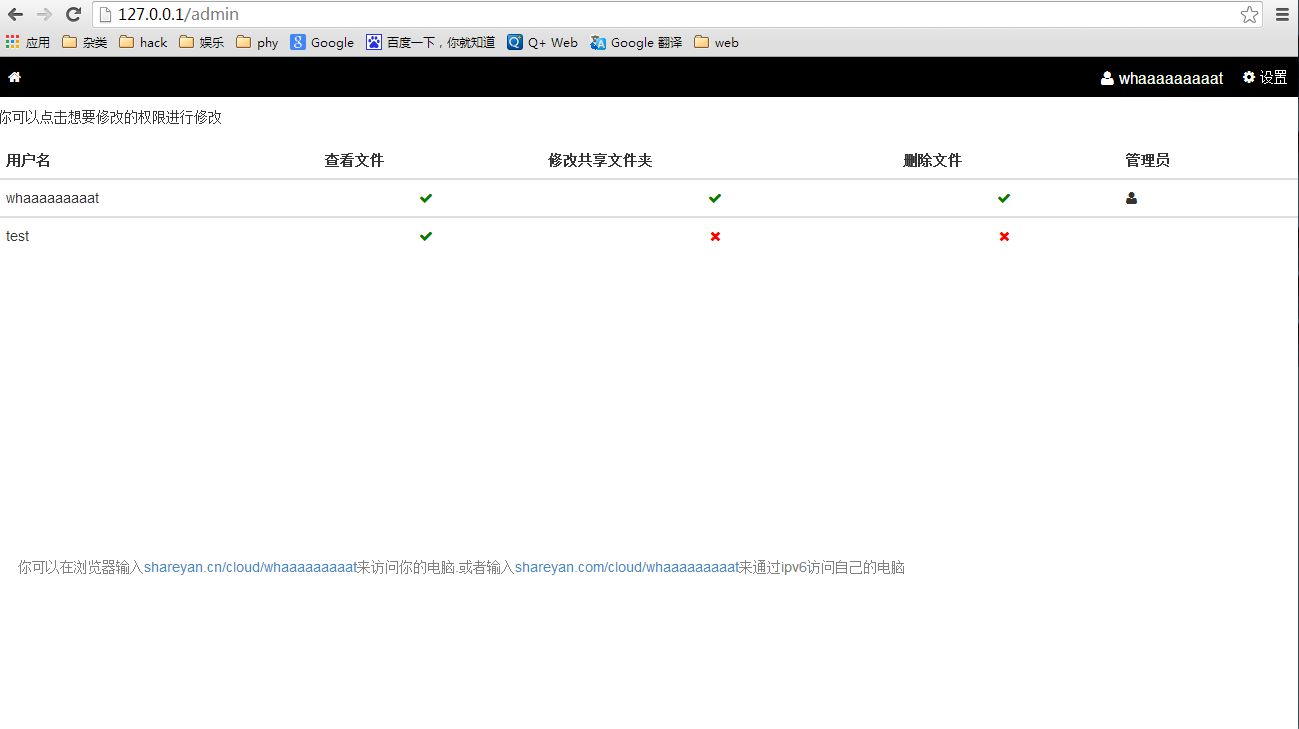 127.0.0.1/admin
应用 杂类 hack 娱乐 phy Google 百度一下，你就知道 Q+ Web Google 翻译 web
whaaaaaaaaat 设置
你可以点击想要修改的权限进行修改
用户名 查看文件 修改共享文件夹 删除文件 管理员
whaaaaaaaaat
test
你可以在浏览器输入shareyan.cn/cloud/whaaaaaaaaat来访问你的电脑.或者输入shareyan.com/cloud/whaaaaaaaaat来通过ipv6访问自己的电脑